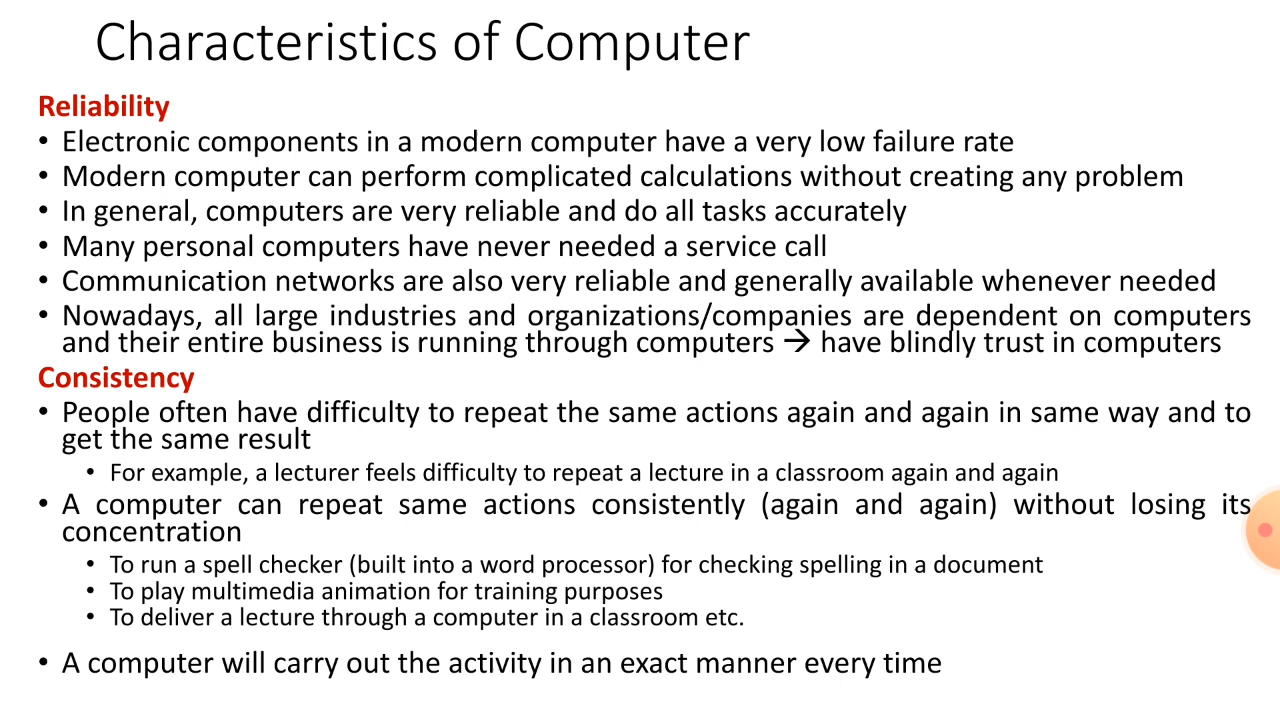 Characteristics of Computer
Reliability
• Electronic components in a modern computer have a very low failure rate
• Modern computer can perform complicated calculations without creating any problem
• In general, computers are very reliable and do all tasks accurately
• Many personal computers have never needed a service call
• Communication networks are also very reliable and generally available whenever needed
• Nowadays, all large industries and organizations/companies are dependent on computers
and their entire business is running through computers → have blindly trust in computers
Consistency
• People often have difficulty to repeat the same actions again and again in same way and to
get the same result
• For example, a lecturer feels difficulty to repeat a lecture in a classroom again and again
• A computer can repeat same actions consistently (again and again) without losing its
concentration
• To run a spell checker (built into a word processor) for checking spelling in a document
• To play multimedia animation for training purposes
• To deliver a lecture through a computer in a classroom etc.
• A computer will carry out the activity in an exact manner every time